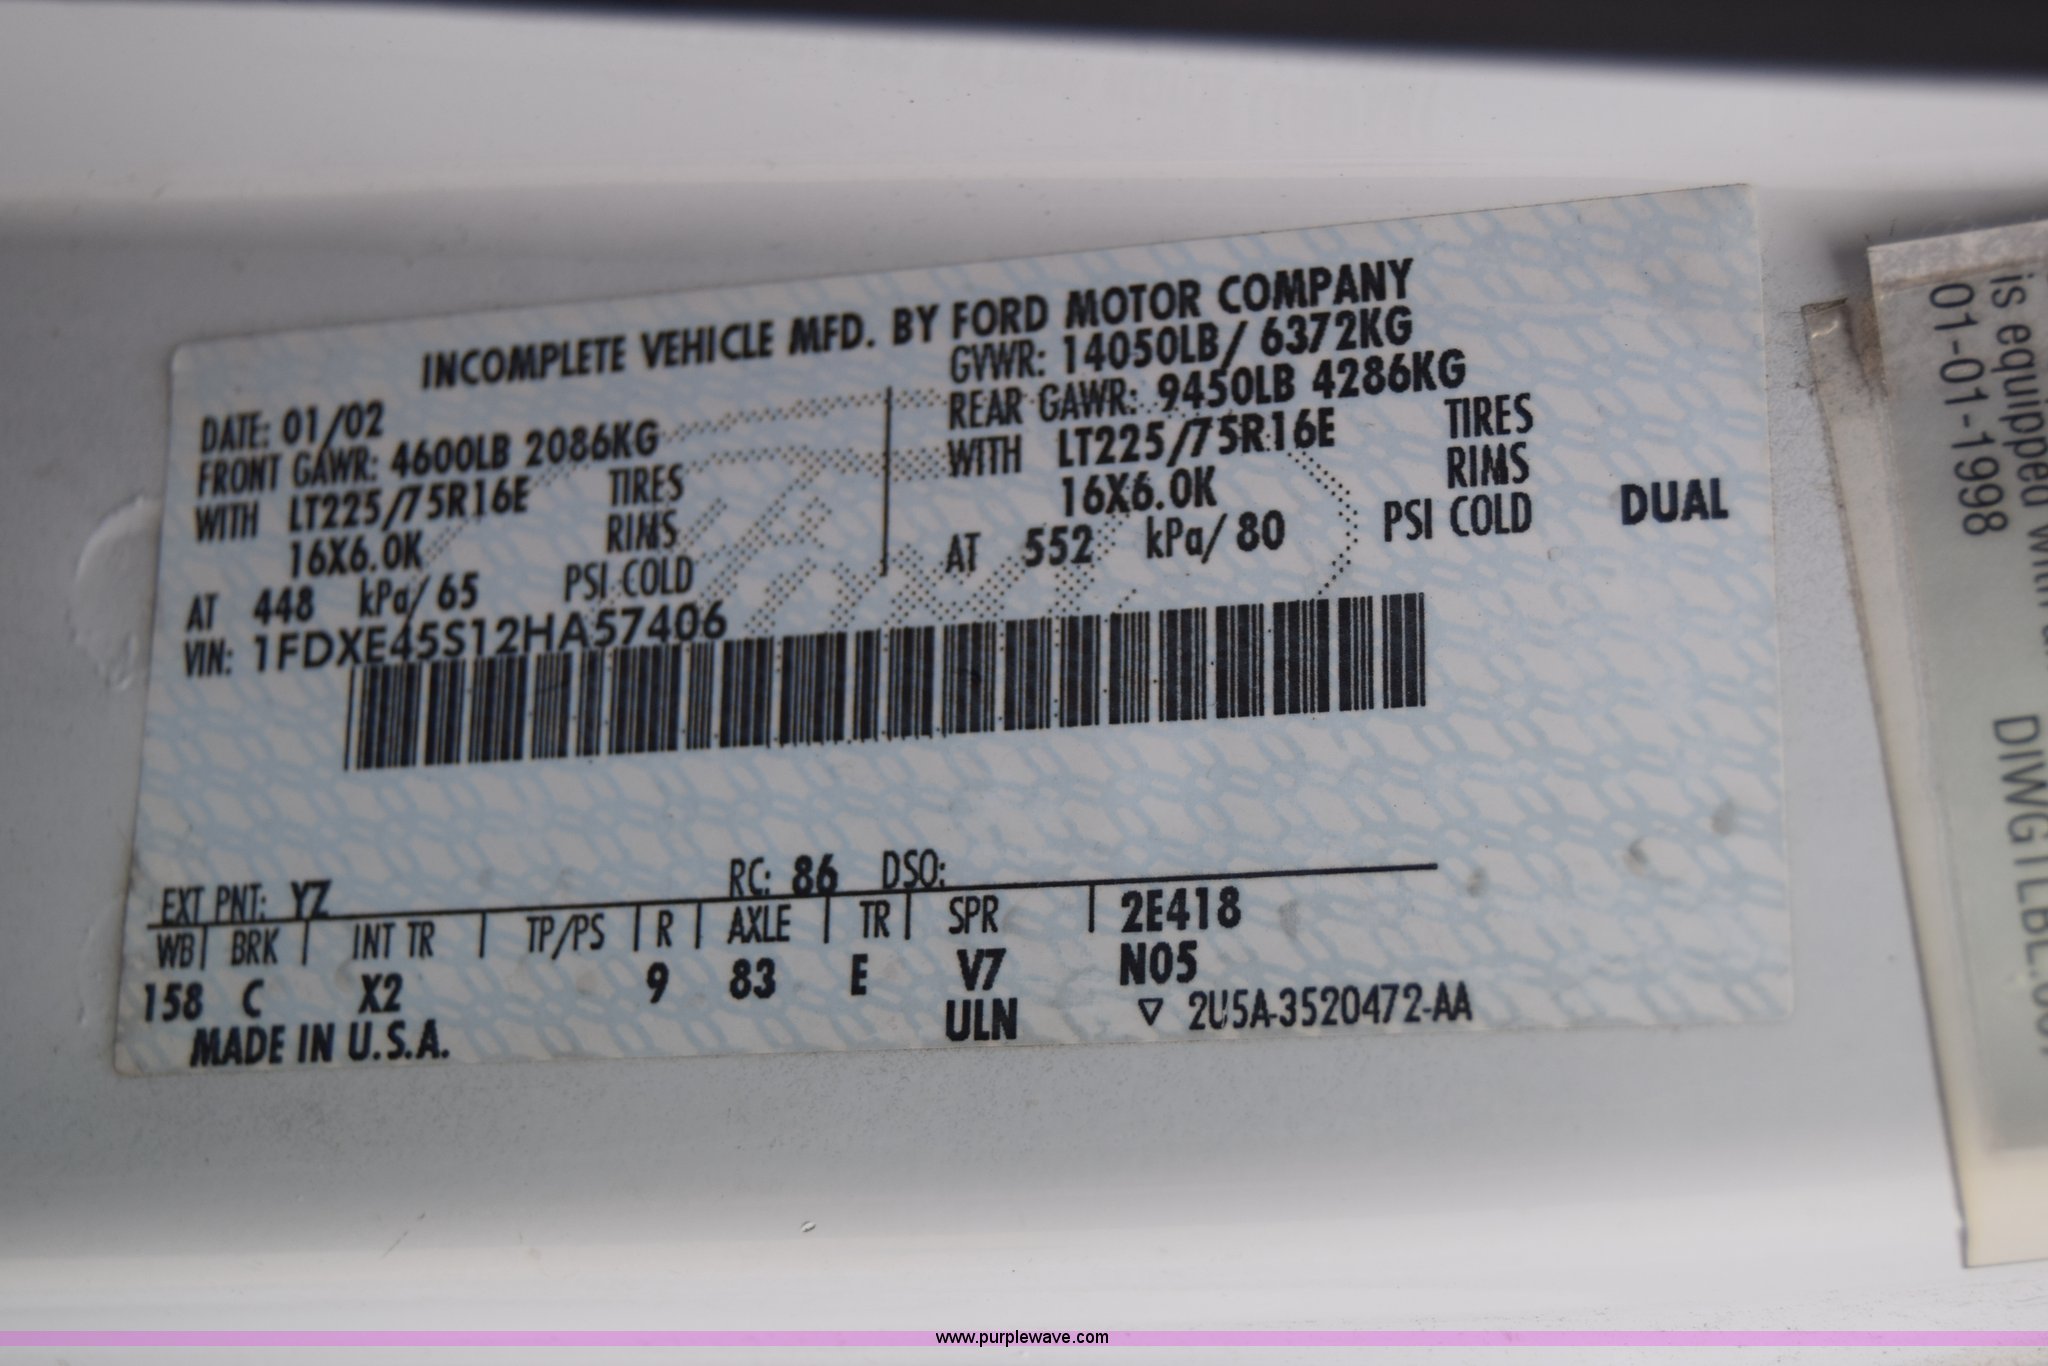 INCOMPLETE VEHICLE MFD. BY FORD MOTOR COMPANY
DATE: 01/02
GVWR: 14050LB/ 6372KG
FRONT GAWR: 4600LB 2086KG
REAR GAWR: 9450LB 4286KG
WITH LT225/75R16E TIRES
WITH LT225/75R16E TIRES
16X6.0K RIMS
16X6.0K RIMS
AT 448 kPa/ 65 PSI COLD
AT 552 kPa/ 80 PSI COLD DUAL
VIN: 1FDXE45S12HA57406
EXT PNT: YZ RC: 86 DSO:
WB BRK INT TR TP/PS R AXLE TR SPR 2E418
158 C X2 9 83 E V7 N05
MADE IN U.S.A. ULN ▽ 2U5A-3520472-AA
is equipped with
01-01-1998
www.purplewave.com